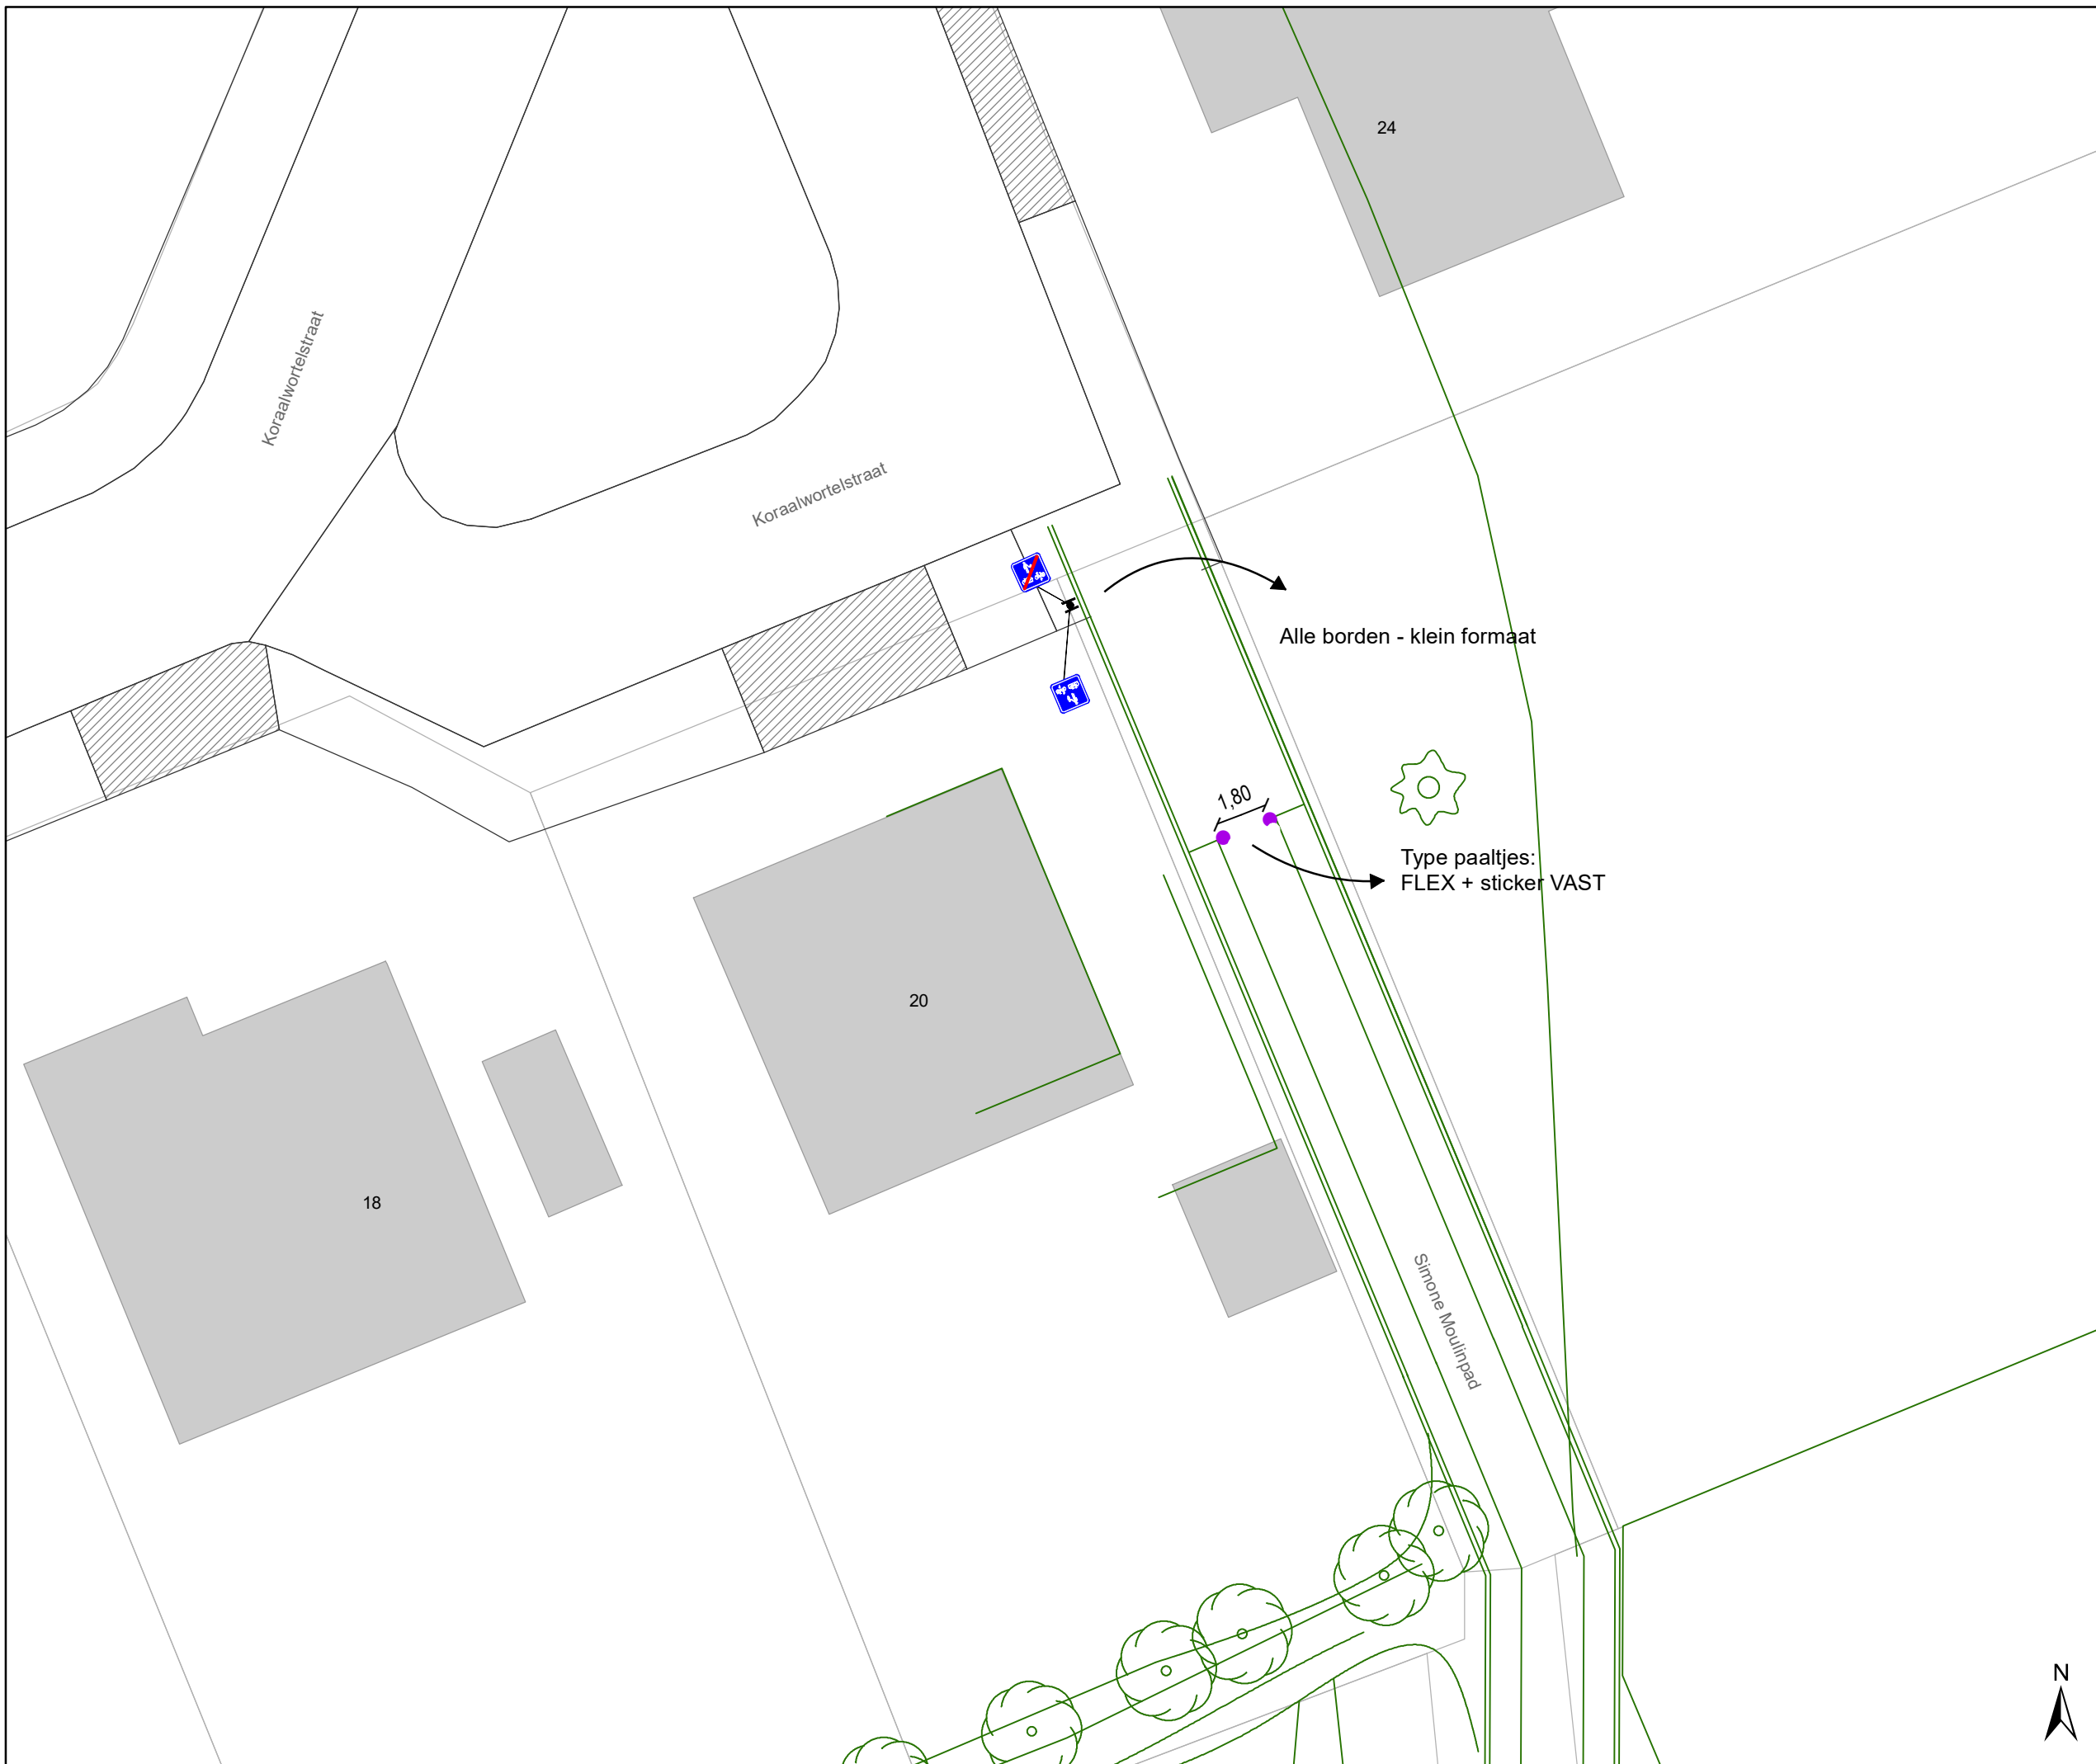 24
Koraalwortelstraat
Koraalwortelstraat
Alle borden - klein formaat
1,80
Type paaltjes:
FLEX + sticker VAST
20
18
Simone Moulinpad
N